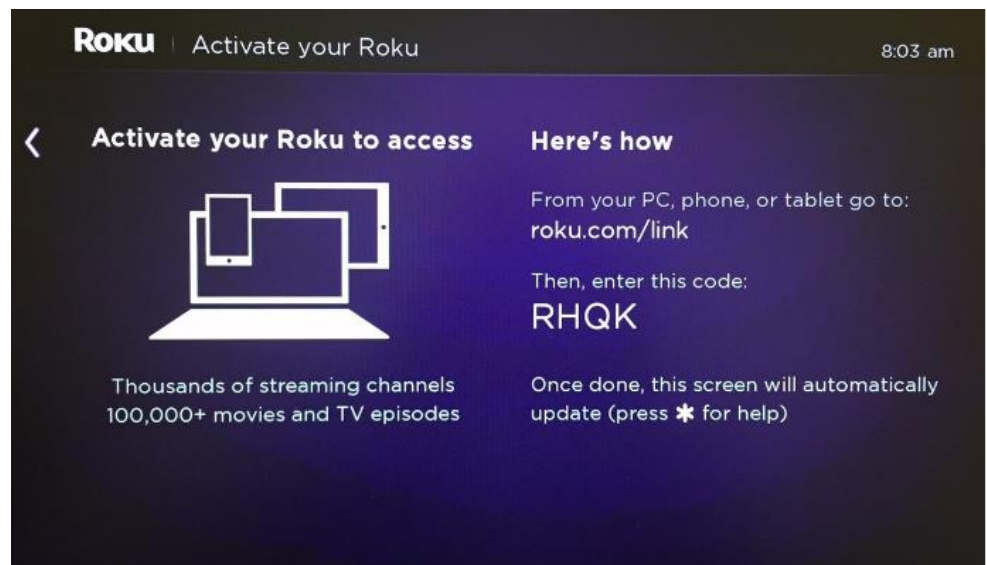 Roku | Activate your Roku
8:03 am
Activate your Roku to access
Thousands of streaming channels
100,000+ movies and TV episodes
Here's how
From your PC, phone, or tablet go to:
roku.com/link
Then, enter this code:
RHQK
Once done, this screen will automatically
update (press ✱ for help)